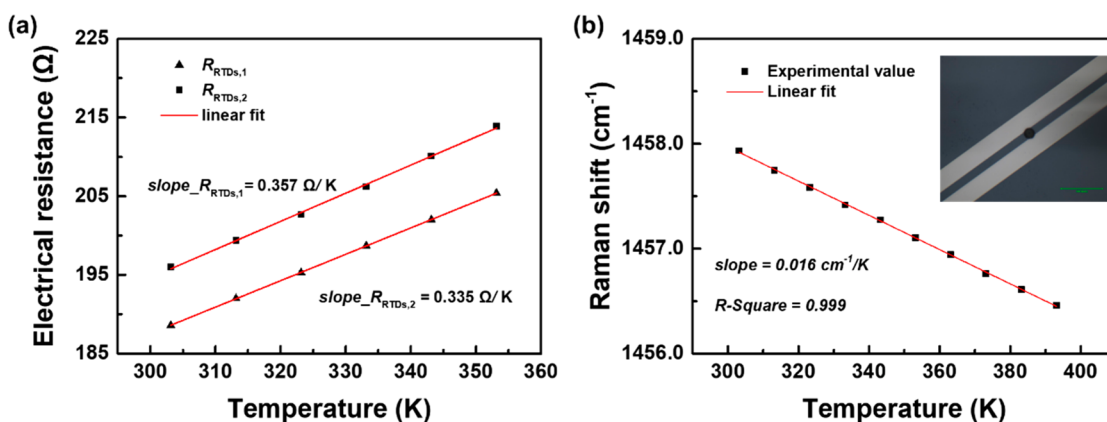 (a)
225
215
205
195
185
Electrical resistance (Ω)
R_RTDs,1
R_RTDs,2
linear fit
slope_R_RTDs,1 = 0.357 Ω/ K
slope_R_RTDs,2 = 0.335 Ω/ K
300 310 320 330 340 350 360
Temperature (K)
(b)
1459.0
1458.0
1457.0
1456.0
Raman shift (cm⁻¹)
Experimental value
Linear fit
slope = 0.016 cm⁻¹/K
R-Square = 0.999
300 320 340 360 380 400
Temperature (K)